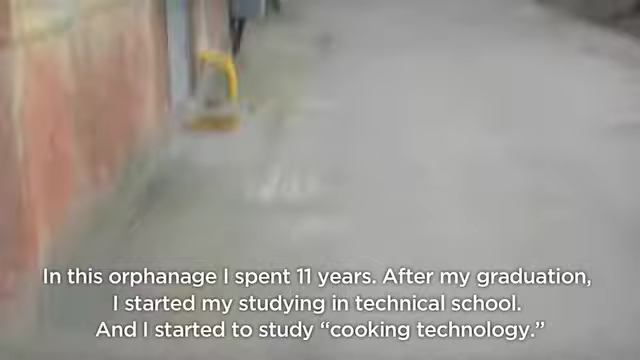 In this orphanage I spent 11 years. After my graduation,
I started my studying in technical school.
And I started to study “cooking technology.”